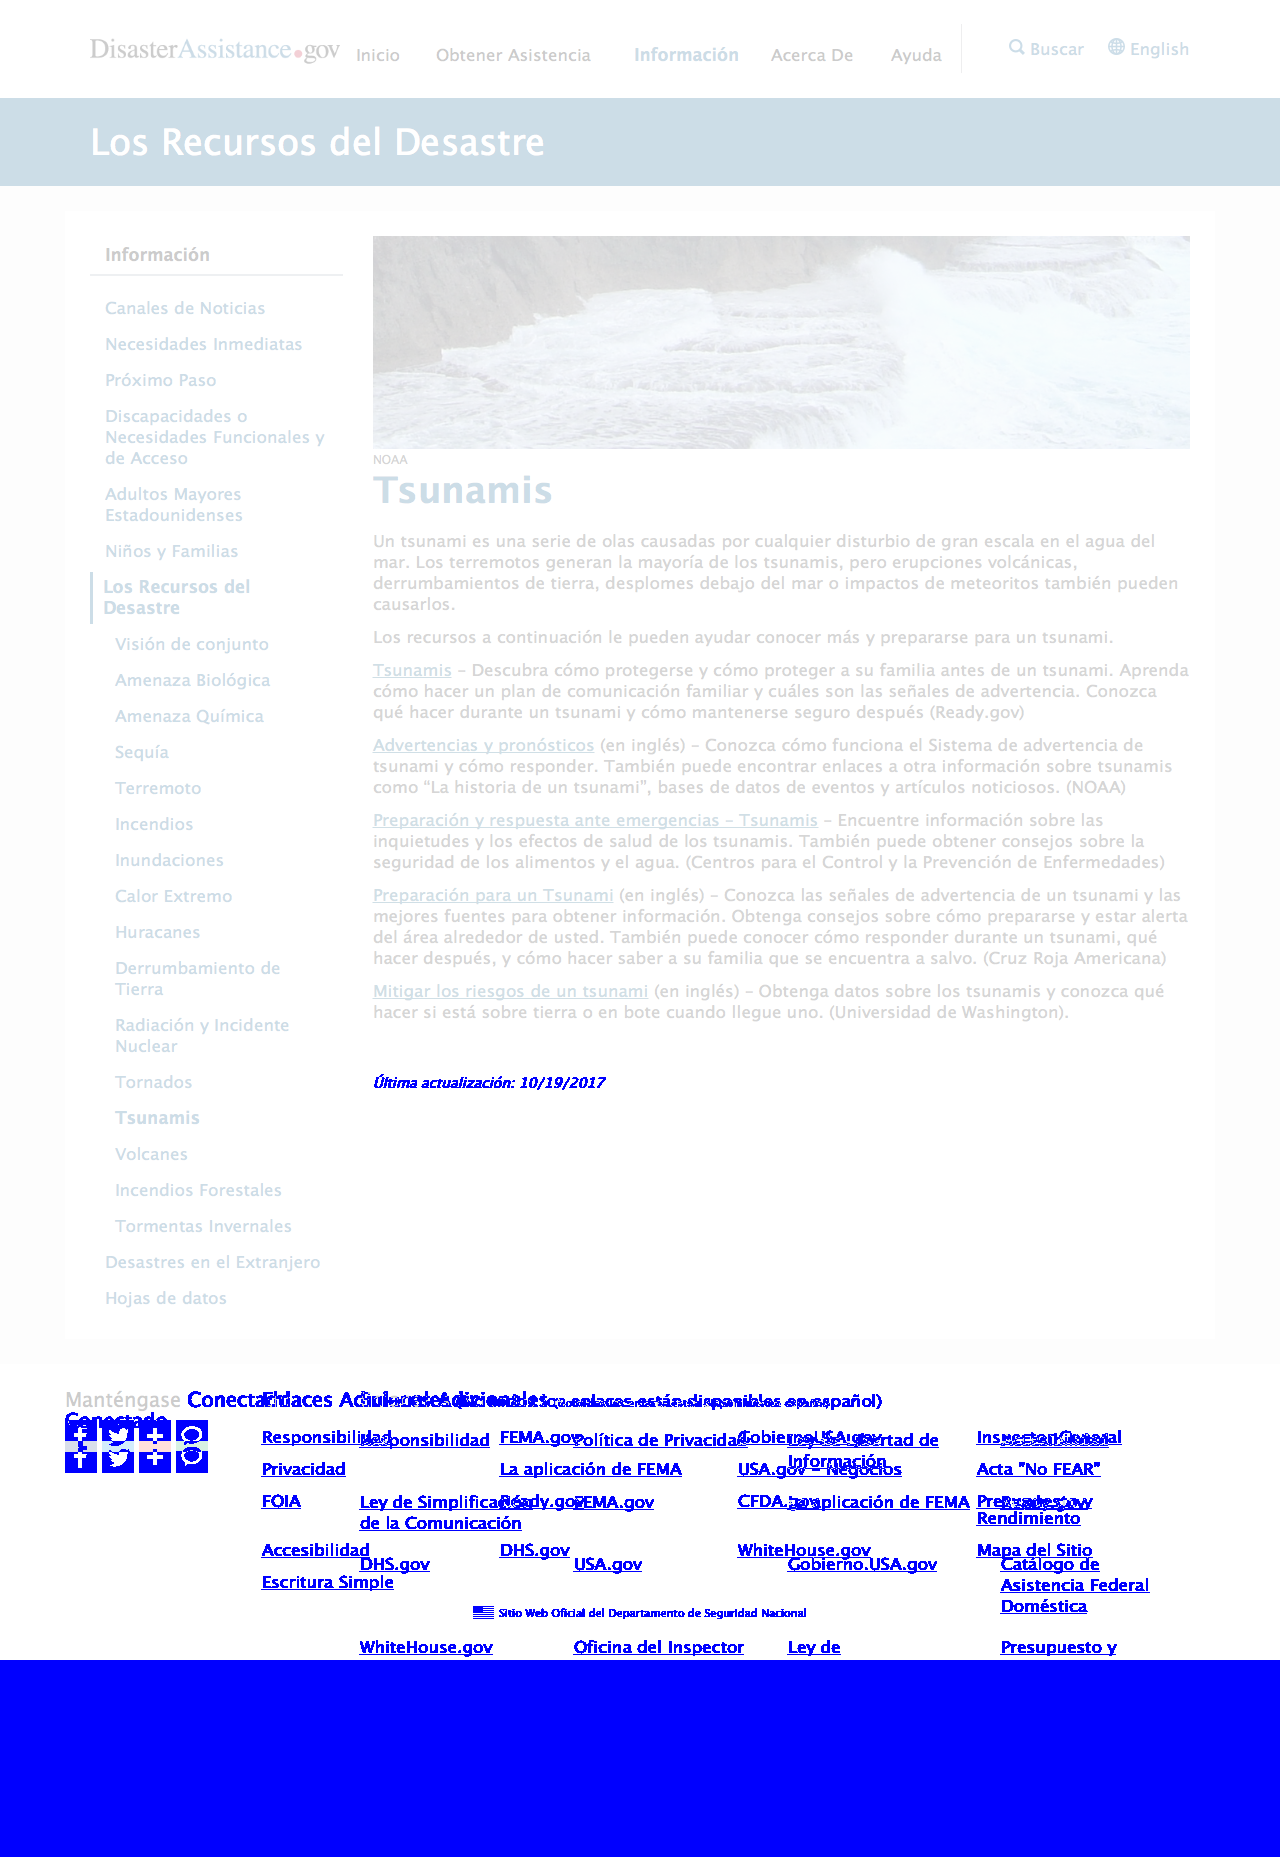 DisasterAssistance.gov
Inicio
Obtener Asistencia
Información
Acerca De
Ayuda
Buscar
English
Los Recursos del Desastre
Información
Canales de Noticias
Necesidades Inmediatas
Próximo Paso
Discapacidades o
Necesidades Funcionales y
de Acceso
Adultos Mayores
Estadounidenses
Niños y Familias
Los Recursos del
Desastre
Visión de conjunto
Amenaza Biológica
Amenaza Química
Sequía
Terremoto
Incendios
Inundaciones
Calor Extremo
Huracanes
Derrumbamiento de
Tierra
Radiación y Incidente
Nuclear
Tornados
Tsunamis
Volcanes
Incendios Forestales
Tormentas Invernales
Desastres en el Extranjero
Hojas de datos
NOAA
Tsunamis
Un tsunami es una serie de olas causadas por cualquier disturbio de gran escala en el agua del
mar. Los terremotos generan la mayoría de los tsunamis, pero erupciones volcánicas,
derrumbamientos de tierra, desplomes debajo del mar o impactos de meteoritos también pueden
causarlos.
Los recursos a continuación le pueden ayudar conocer más y prepararse para un tsunami.
Tsunamis – Descubra cómo protegerse y cómo proteger a su familia antes de un tsunami. Aprenda
cómo hacer un plan de comunicación familiar y cuáles son las señales de advertencia. Conozca
qué hacer durante un tsunami y cómo mantenerse seguro después (Ready.gov)
Advertencias y pronósticos (en inglés) – Conozca cómo funciona el Sistema de advertencia de
tsunami y cómo responder. También puede encontrar enlaces a otra información sobre tsunamis
como “La historia de un tsunami”, bases de datos de eventos y artículos noticiosos. (NOAA)
Preparación y respuesta ante emergencias – Tsunamis – Encuentre información sobre las
inquietudes y los efectos de salud de los tsunamis. También puede obtener consejos sobre la
seguridad de los alimentos y el agua. (Centros para el Control y la Prevención de Enfermedades)
Preparación para un Tsunami (en inglés) – Conozca las señales de advertencia de un tsunami y las
mejores fuentes para obtener información. Obtenga consejos sobre cómo prepararse y estar alerta
del área alrededor de usted. También puede conocer cómo responder durante un tsunami, qué
hacer después, y cómo hacer saber a su familia que se encuentra a salvo. (Cruz Roja Americana)
Mitigar los riesgos de un tsunami (en inglés) – Obtenga datos sobre los tsunamis y conozca qué
hacer si está sobre tierra o en bote cuando llegue uno. (Universidad de Washington).
Última actualización: 10/19/2017
Manténgase
Conectado
enlaces están disponibles en español)
Responsibilidad
Responsibilidad
FEMA.gov
Política de Privacidad
Gobierno.USA.gov
Ley de Libertad de
Información
Inspector General
Privacidad
La aplicación de FEMA
USA.gov – Negocios
Acta "No FEAR"
FOIA
Ley de Simplificación
de la Comunicación
Ready.gov
FEMA.gov
CFDA.gov
La aplicación de FEMA
Rendimiento
Accesibilidad
DHS.gov
DHS.gov
USA.gov
WhiteHouse.gov
Gobierno.USA.gov
Mapa del Sitio
Catálogo de
Asistencia Federal
Doméstica
Escritura Simple
Sitio Web Oficial del Departamento de Seguridad Nacional
WhiteHouse.gov
Oficina del Inspector
Ley de
Presupuesto y